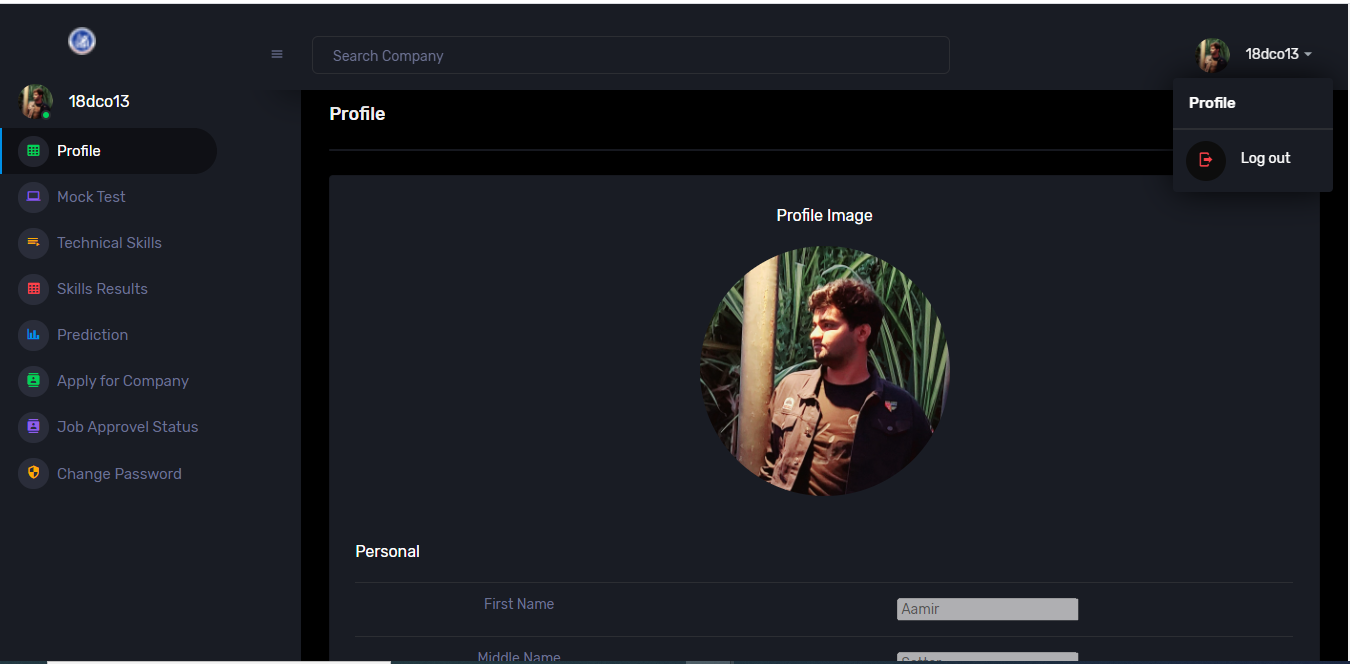 Search Company
18dco13
Profile
Log out
18dco13
Profile
Mock Test
Technical Skills
Skills Results
Prediction
Apply for Company
Job Approvel Status
Change Password
Profile
Profile Image
Personal
First Name
Aamir
Middle Name